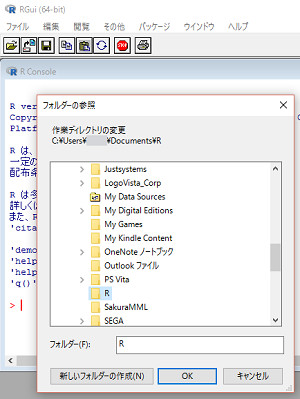 RGui (64-bit)
ファイル 編集 閲覧 その他 パッケージ ウインドウ ヘルプ
STOP
R Console
R ver
Copyr
Platf
R は、
一定の
配布条
R は多
詳しく
また、R
'cita
'demo
'help
'help
'q()'
>
フォルダーの参照
作業ディレクトリの変更
C:¥Users¥ ¥Documents¥R
Justsystems
LogoVista_Corp
My Data Sources
My Digital Editions
My Games
My Kindle Content
OneNote ノートブック
Outlook ファイル
PS Vita
R
SakuraMML
SEGA
フォルダー(F): R
新しいフォルダーの作成(N) OK キャンセル